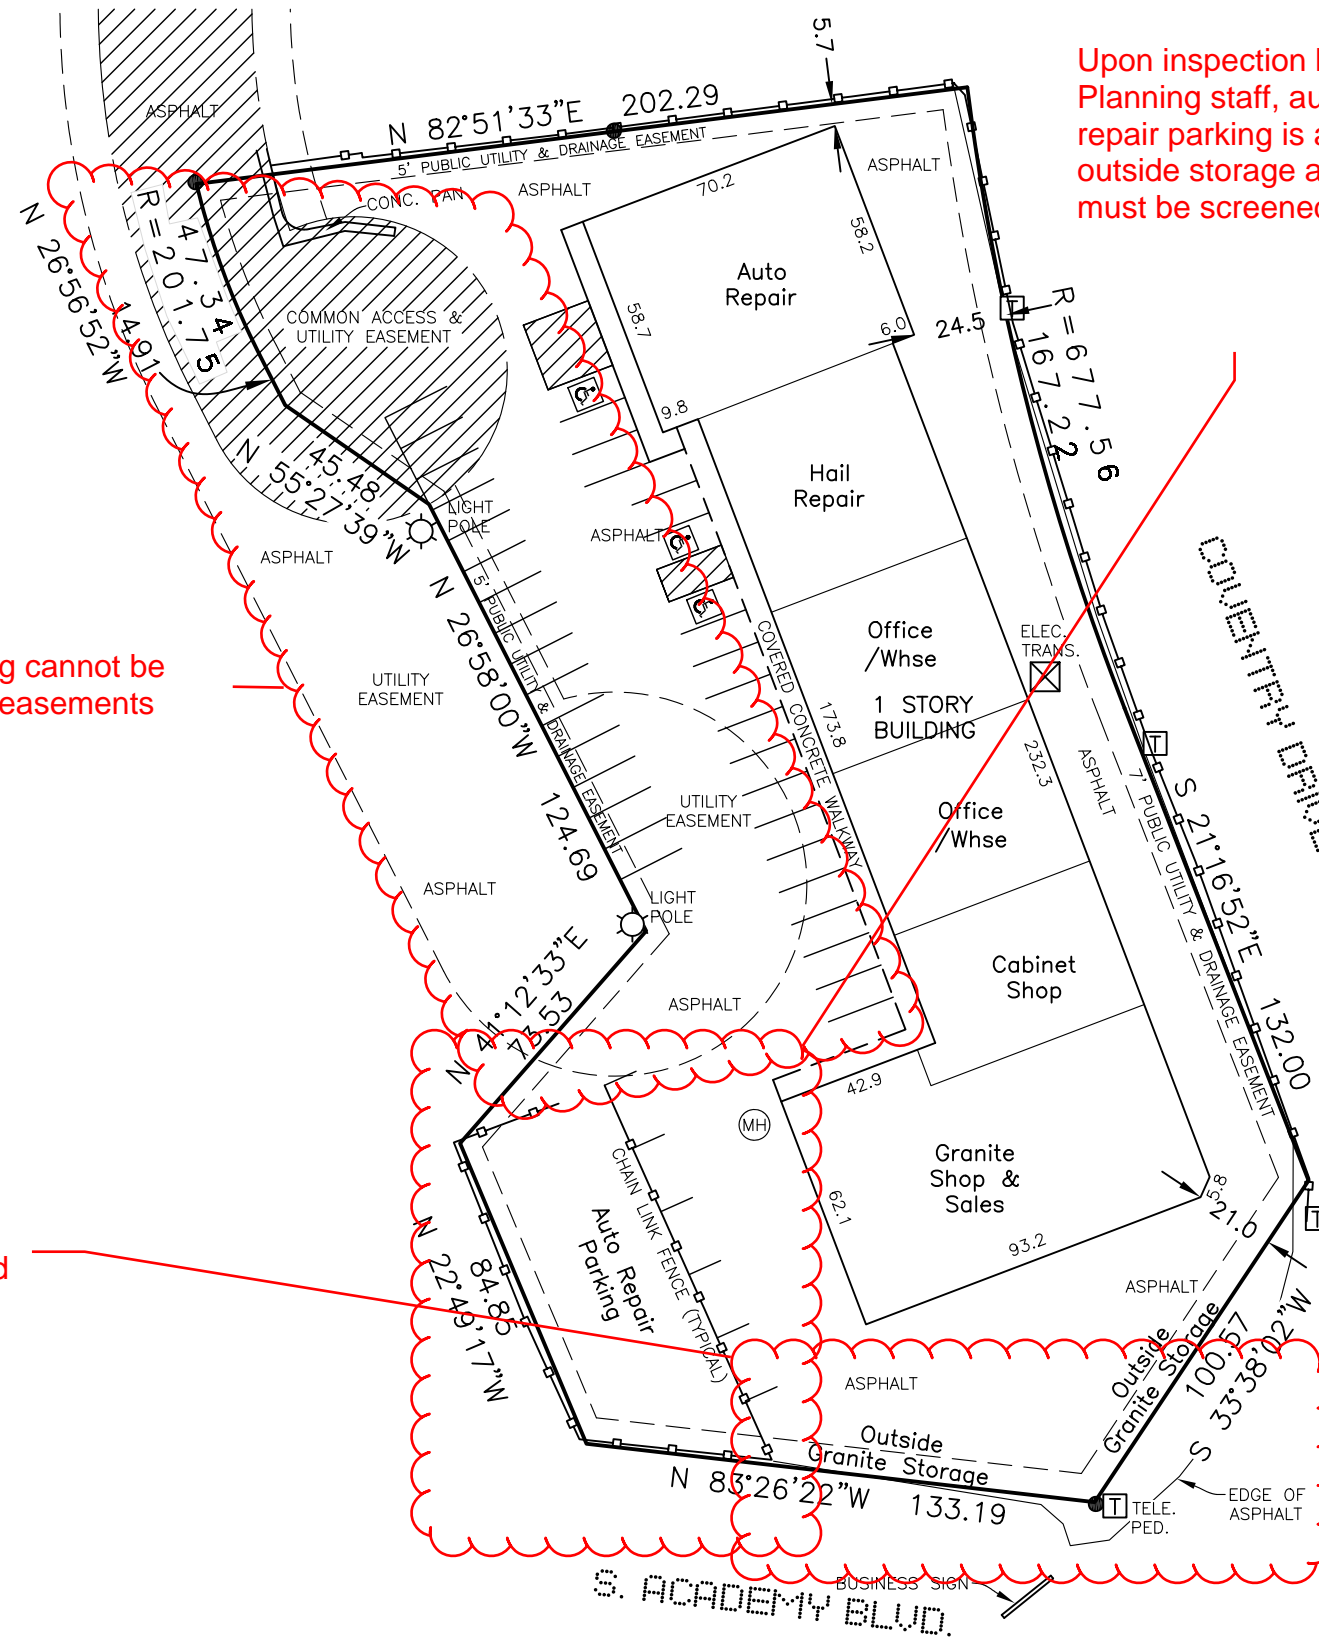 5.7
Upon inspection
Planning staff,
repair parking is
outside storage
must be screened
ASPHALT
N 82°51'33"E 202.29
5' PUBLIC UTILITY & DRAINAGE EASEMENT
ASPHALT
ASPHALT
CONC. PAN
70.2
58.2
R=201.75
47.34
N 26°56'52"W
14.91
COMMON ACCESS &
UTILITY EASEMENT
58.7
Auto
Repair
6.0
24.5
T
R=677.56
167.22
9.8
Hail
Repair
45.48
N 55°27'39"W
LIGHT
POLE
ASPHALT
ASPHALT
5' PUBLIC UTILITY & DRAINAGE EASEMENT
N 26°58'00"W
124.69
COVERED CONCRETE WALKWAY
Office
/Whse
ELEC.
TRANS.
COVENTRY DRIVE
g cannot be
easements
UTILITY
EASEMENT
1 STORY
BUILDING
173.8
232.3
ASPHALT
T
7' PUBLIC UTILITY & DRAINAGE EASEMENT
S 21°16'52"E
132.00
UTILITY
EASEMENT
Office
/Whse
ASPHALT
LIGHT
POLE
N 41°12'33"E
73.53
Cabinet
Shop
ASPHALT
42.9
MH
Granite
Shop &
Sales
62.1
93.2
5.8
21.0
T
CHAIN LINK FENCE (TYPICAL)
Auto Repair
Parking
N 22°49'17"W
84.85
d
ASPHALT
Outside
Granite Storage
100.57
S 33°38'02"W
ASPHALT
Outside
Granite Storage
N 83°26'22"W 133.19
T
TELE.
PED.
EDGE OF
ASPHALT
BUSINESS SIGN
S. ACADEMY BLVD.